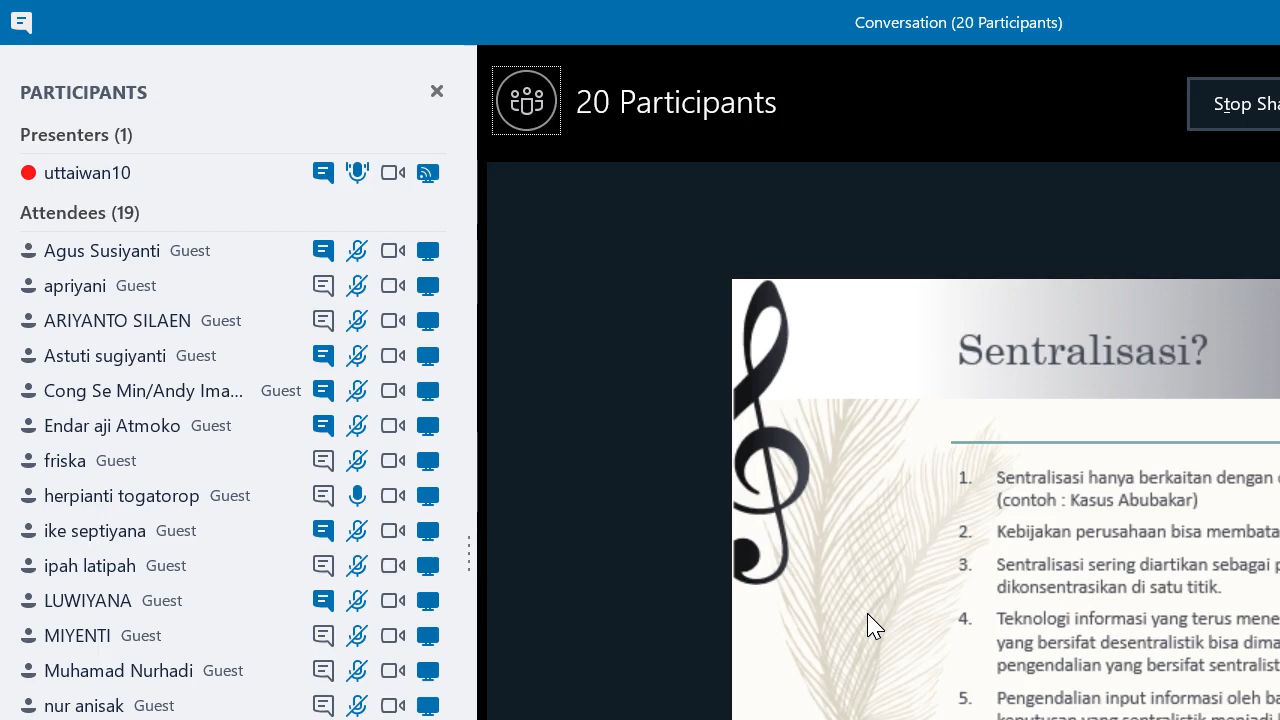 Conversation (20 Participants)
PARTICIPANTS
Presenters (1)
uttaiwan10
Attendees (19)
Agus Susiyanti Guest
apriyani Guest
ARIYANTO SILAEN Guest
Astuti sugiyanti Guest
Cong Se Min/Andy Ima... Guest
Endar aji Atmoko Guest
friska Guest
herpianti togatorop Guest
ike septiyana Guest
ipah latipah Guest
LUWIYANA Guest
MIYENTI Guest
Muhamad Nurhadi Guest
nur anisak Guest
20 Participants
Stop Sha
Sentralisasi?
1. Sentralisasi hanya berkaitan dengan
(contoh : Kasus Abubakar)
2. Kebijakan perusahaan bisa membata
3. Sentralisasi sering diartikan sebagai p
dikonsentrasikan di satu titik.
4. Teknologi informasi yang terus mene
yang bersifat desentralistik bisa dima
pengendalian yang bersifat sentralist
5. Pengendalian input informasi oleh ba
keputusan yang sentralistik menjadi